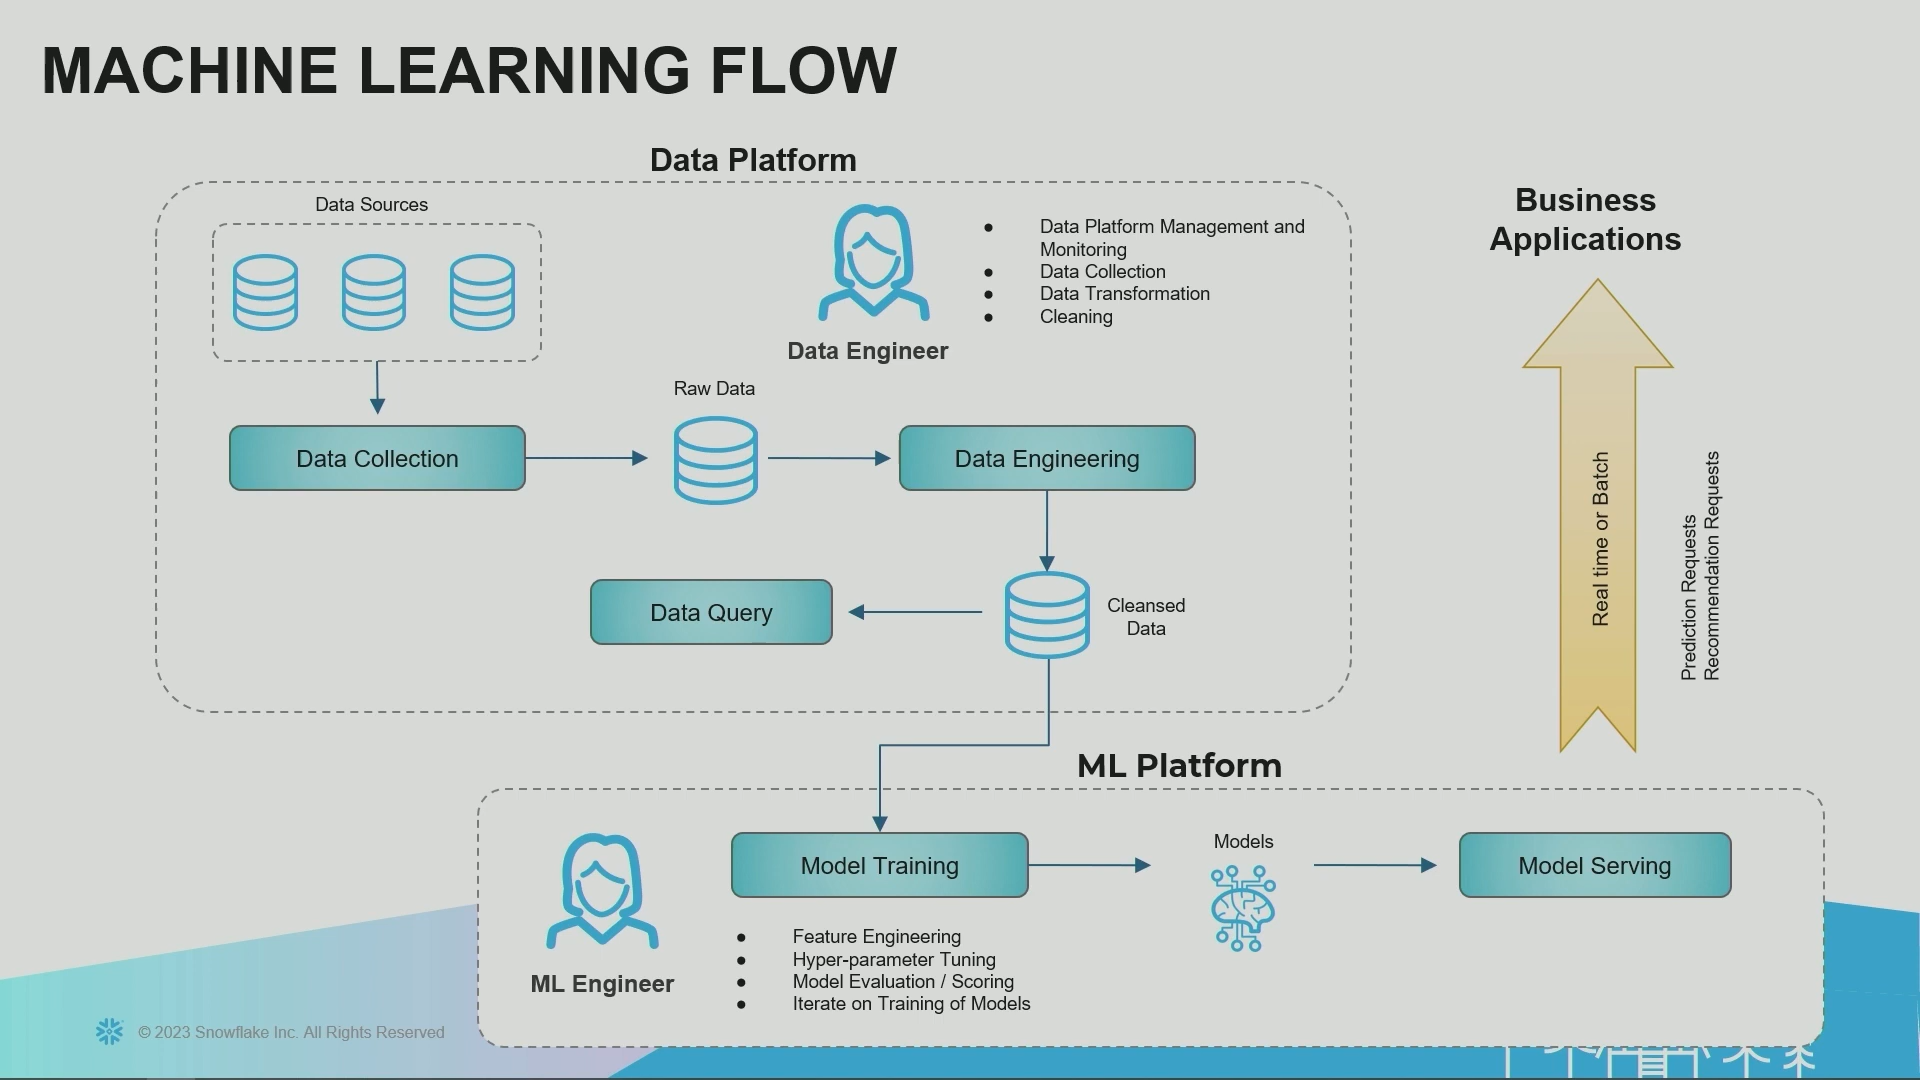 MACHINE LEARNING FLOW
Data Platform
Data Sources
Data Engineer
● Data Platform Management and
Monitoring
● Data Collection
● Data Transformation
● Cleaning
Data Collection
Raw Data
Data Engineering
Data Query
Cleansed
Data
Business
Applications
Real time or Batch
Prediction Requests
Recommendation Requests
ML Platform
ML Engineer
Model Training
● Feature Engineering
● Hyper-parameter Tuning
● Model Evaluation / Scoring
● Iterate on Training of Models
Models
Model Serving
© 2023 Snowflake Inc. All Rights Reserved